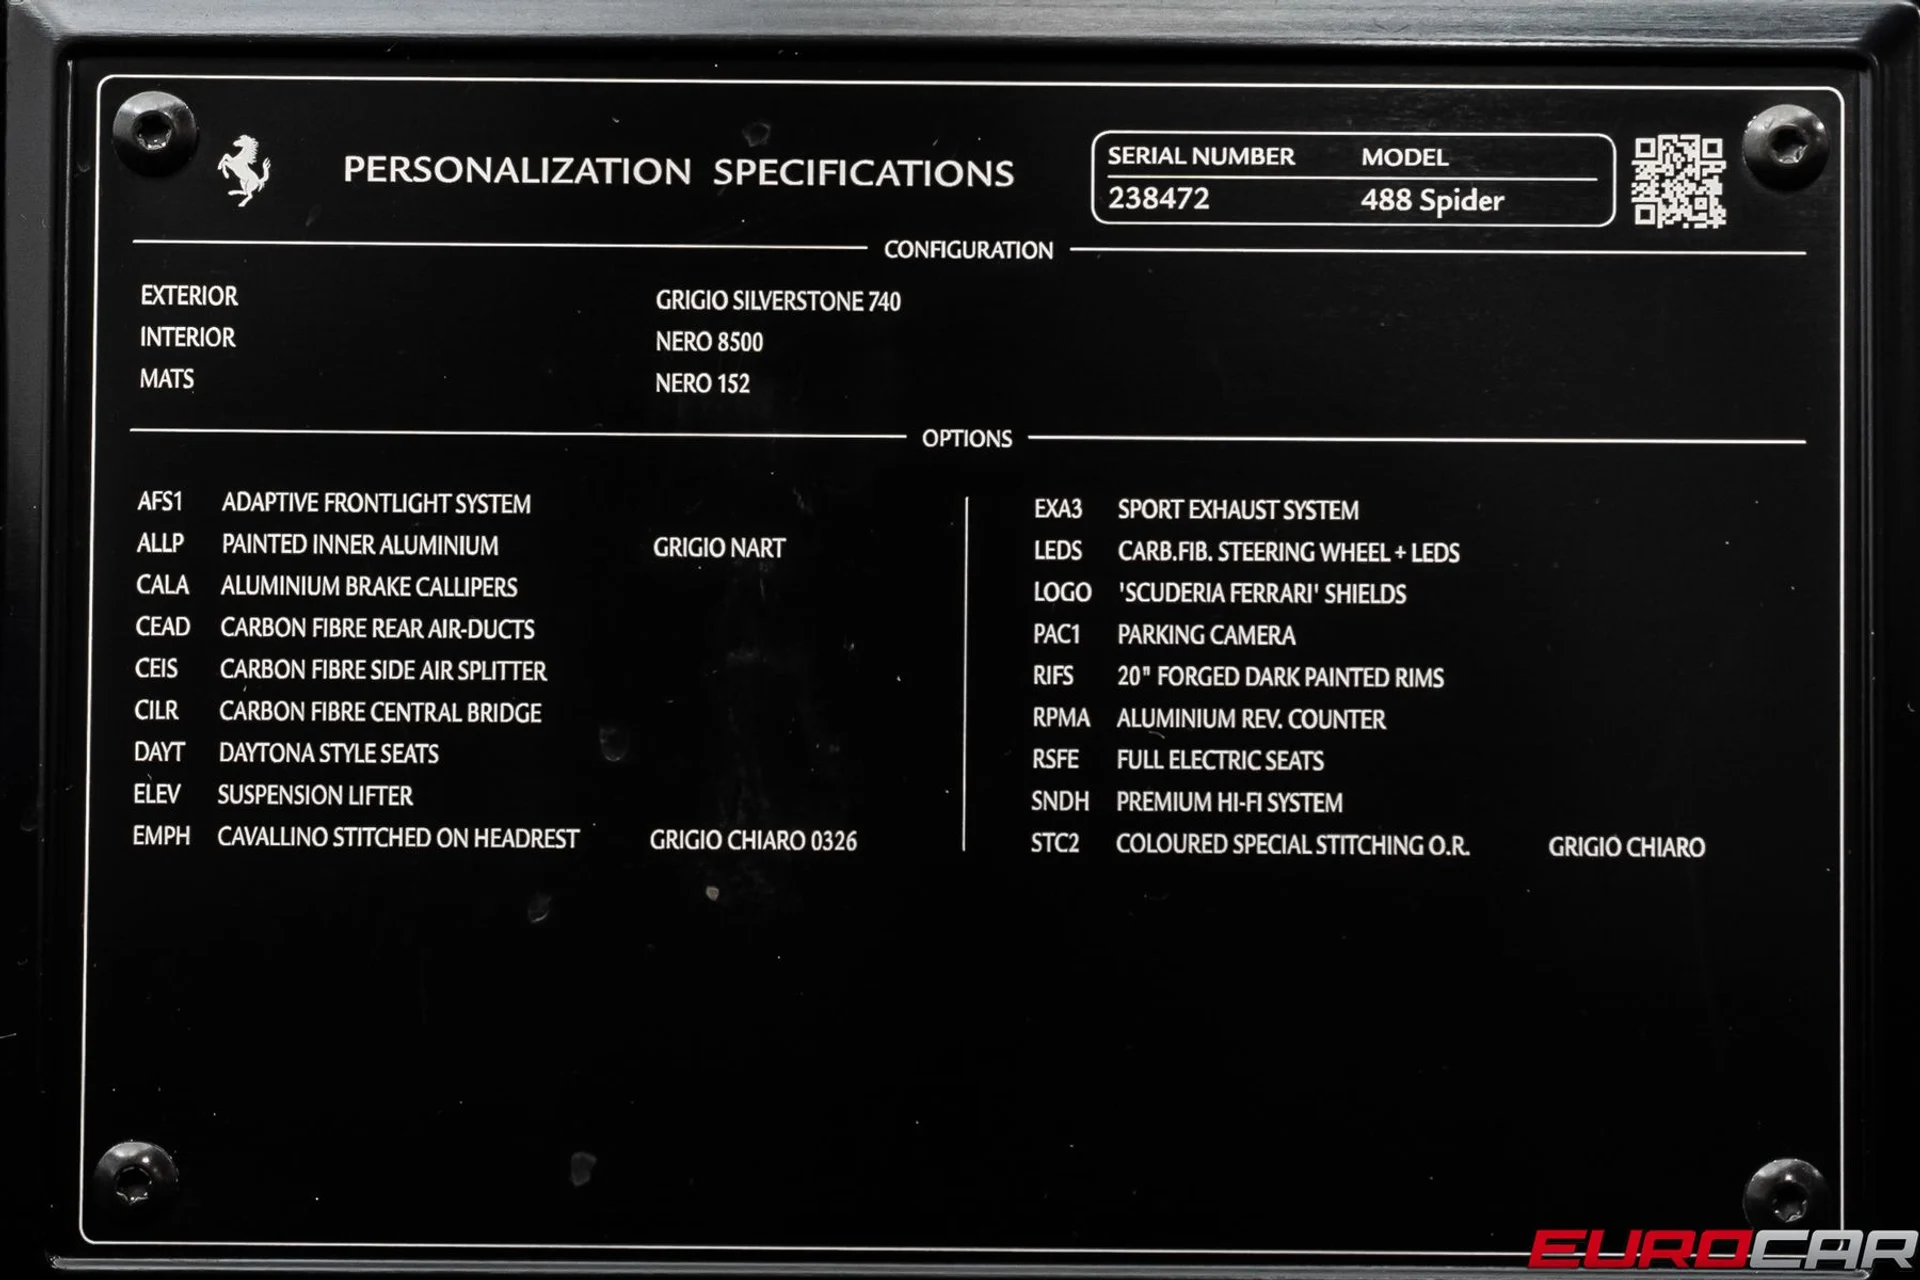 PERSONALIZATION SPECIFICATIONS
SERIAL NUMBER MODEL
238472 488 Spider
CONFIGURATION
EXTERIOR GRIGIO SILVERSTONE 740
INTERIOR NERO 8500
MATS NERO 152
OPTIONS
AFS1 ADAPTIVE FRONTLIGHT SYSTEM
ALLP PAINTED INNER ALUMINIUM GRIGIO NART
CALA ALUMINIUM BRAKE CALLIPERS
CEAD CARBON FIBRE REAR AIR-DUCTS
CEIS CARBON FIBRE SIDE AIR SPLITTER
CILR CARBON FIBRE CENTRAL BRIDGE
DAYT DAYTONA STYLE SEATS
ELEV SUSPENSION LIFTER
EMPH CAVALLINO STITCHED ON HEADREST GRIGIO CHIARO 0326
EXA3 SPORT EXHAUST SYSTEM
LEDS CARB.FIB. STEERING WHEEL + LEDS
LOGO 'SCUDERIA FERRARI' SHIELDS
PAC1 PARKING CAMERA
RIFS 20" FORGED DARK PAINTED RIMS
RPMA ALUMINIUM REV. COUNTER
RSFE FULL ELECTRIC SEATS
SNDH PREMIUM HI-FI SYSTEM
STC2 COLOURED SPECIAL STITCHING O.R. GRIGIO CHIARO
EUROCAR